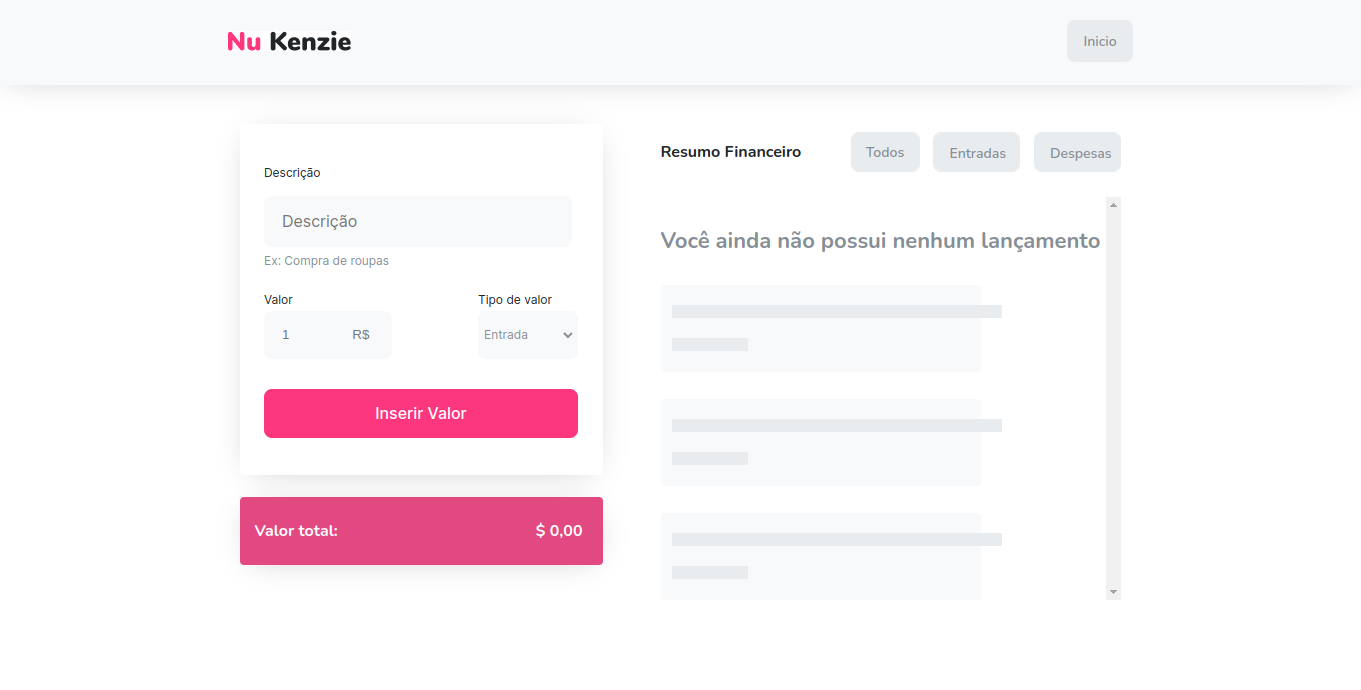 Nu Kenzie
Inicio
Descrição
Descrição
Ex: Compra de roupas
Valor
Tipo de valor
1
R$
Entrada
Inserir Valor
Valor total:
$ 0,00
Resumo Financeiro
Todos
Entradas
Despesas
Você ainda não possui nenhum lançamento